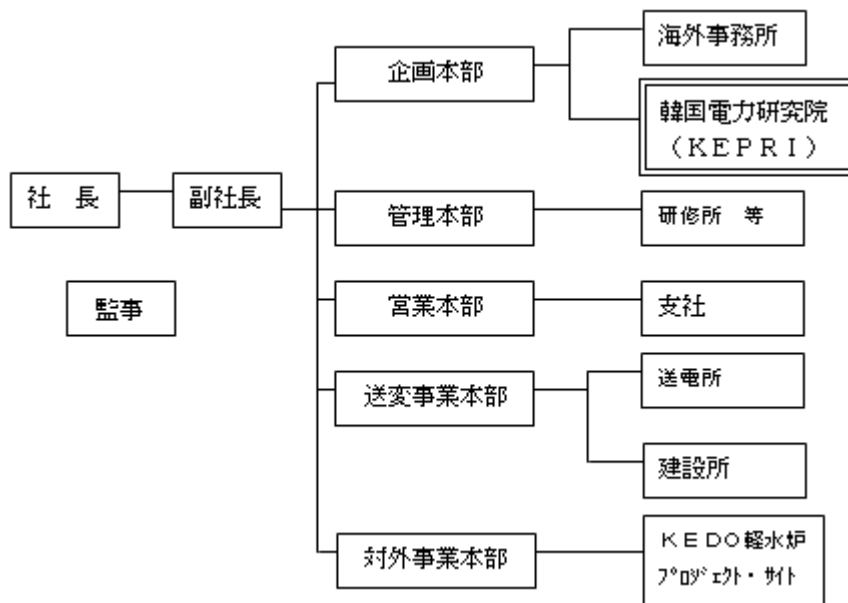 企画本部
海外事務所
韓国電力研究院
（ＫＥＰＲＩ）
社　長
副社長
管理本部
研修所　等
監事
営業本部
支社
送変事業本部
送電所
建設所
対外事業本部
ＫＥＤＯ軽水炉
ﾌﾟﾛｼﾞｪｸﾄ・ｻｲﾄ